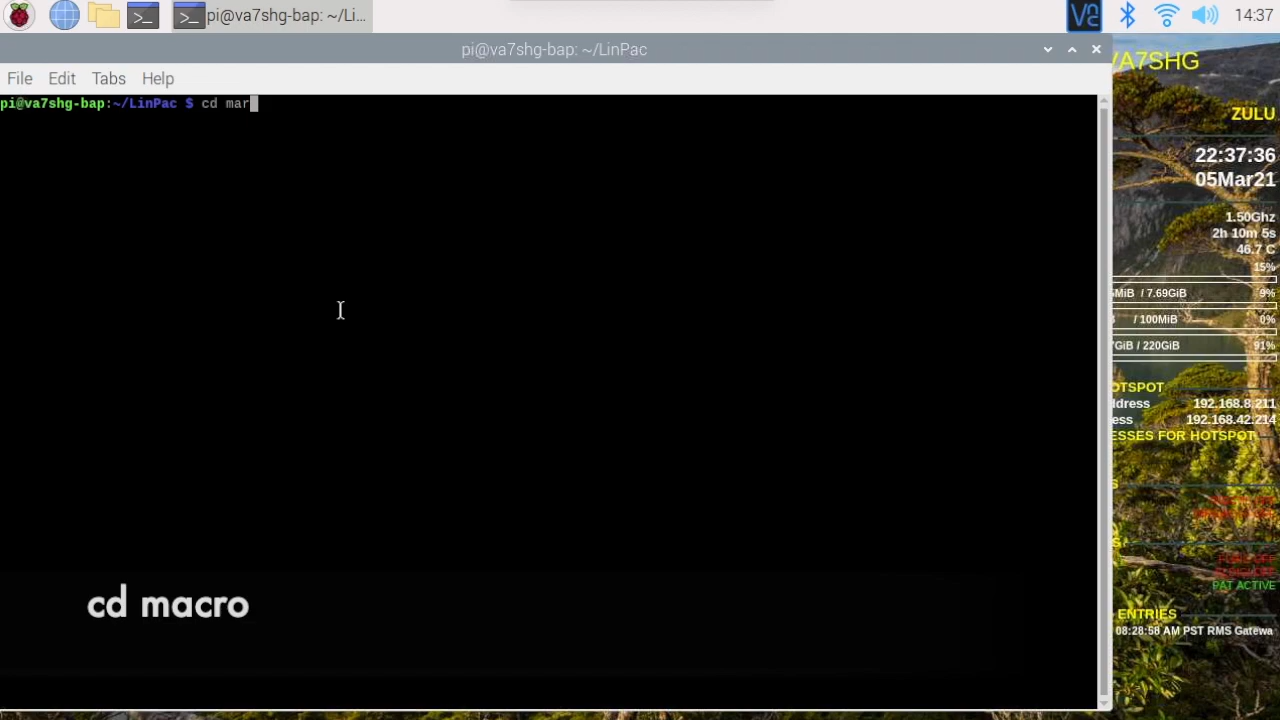 pi@va7shg-bap: ~/Li...
14:37
pi@va7shg-bap: ~/LinPac
File Edit Tabs Help
pi@va7shg-bap:~/LinPac $ cd mar
cd macro
VA7SHG
ZULU
22:37:36
05Mar21
1.50Ghz
2h 10m 5s
46.7 C
15%
MiB / 7.69GiB 9%
/ 100MiB 0%
GiB / 220GiB 91%
OTSPOT
ddress 192.168.8.211
ess 192.168.42.214
ESSES FOR HOTSPOT
PAT ACTIVE
ENTRIES
08:28:58 AM PST RMS Gatewa